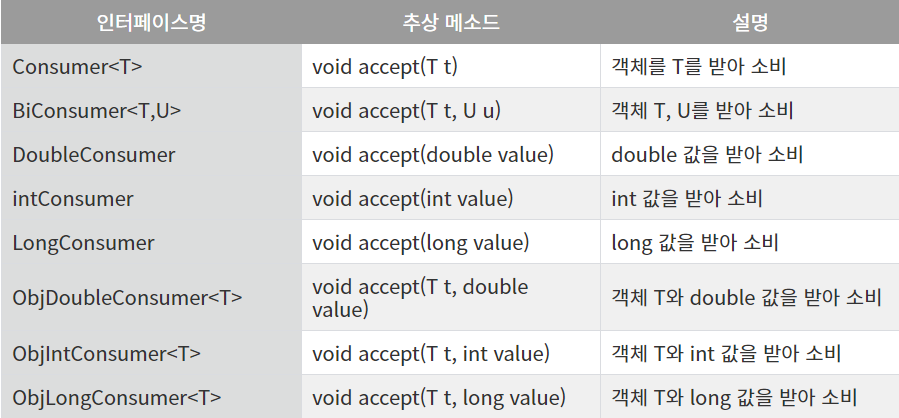 인터페이스명 추상 메소드 설명
Consumer<T> void accept(T t) 객체를 T를 받아 소비
BiConsumer<T,U> void accept(T t, U u) 객체 T, U를 받아 소비
DoubleConsumer void accept(double value) double 값을 받아 소비
intConsumer void accept(int value) int 값을 받아 소비
LongConsumer void accept(long value) long 값을 받아 소비
ObjDoubleConsumer<T> void accept(T t, double
value) 객체 T와 double 값을 받아 소비
ObjIntConsumer<T> void accept(T t, int value) 객체 T와 int 값을 받아 소비
ObjLongConsumer<T> void accept(T t, long value) 객체 T와 long 값을 받아 소비